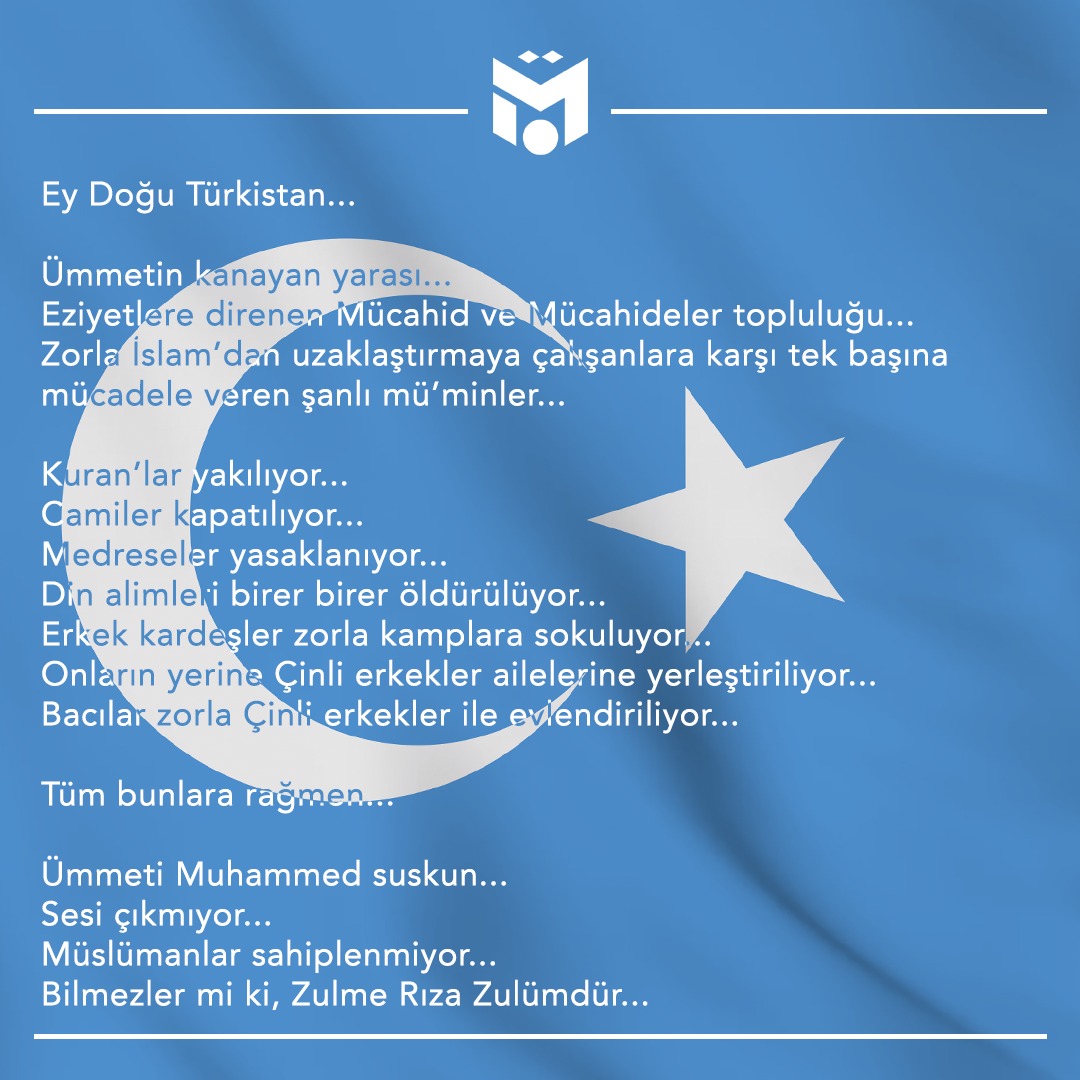 Ey Doğu Türkistan...
Ümmetin kanayan yarası...
Eziyetlere direnen Mücahid ve Mücahideler topluluğu...
Zorla İslam’dan uzaklaştırmaya çalışanlara karşı tek başına
mücadele veren şanlı mü’minler...
Kuran’lar yakılıyor...
Camiler kapatılıyor...
Medreseler yasaklanıyor...
Din alimleri birer birer öldürülüyor...
Erkek kardeşler zorla kamplara sokuluyor...
Onların yerine Çinli erkekler ailelerine yerleştiriliyor...
Bacılar zorla Çinli erkekler ile evlendiriliyor...
Tüm bunlara rağmen...
Ümmeti Muhammed suskun...
Sesi çıkmıyor...
Müslümanlar sahiplenmiyor...
Bilmezler mi ki, Zulme Rıza Zulümdür...